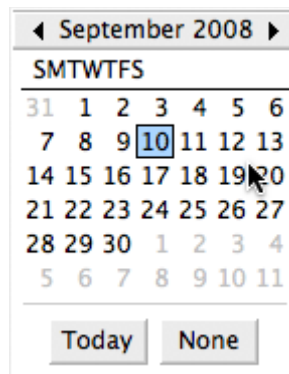 September 2008
SMTWTFS
31 1 2 3 4 5 6
7 8 9 10 11 12 13
14 15 16 17 18 19 20
21 22 23 24 25 26 27
28 29 30 1 2 3 4
5 6 7 8 9 10 11
Today None